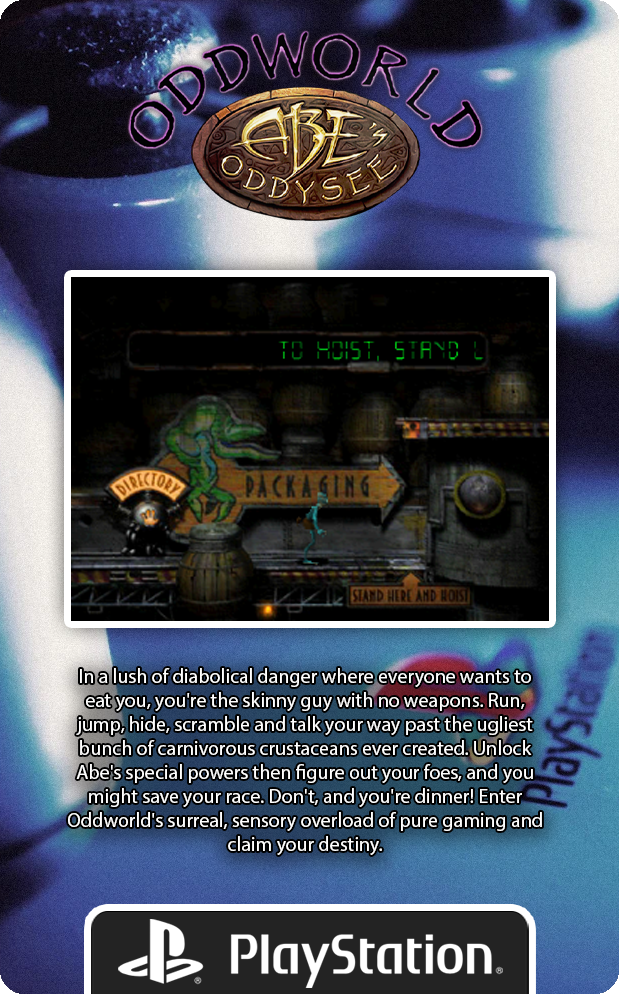 ODDWORLD
ABE's
ODDYSEE
TO HOIST, STAND L
DIRECTORY
PACKAGING
STAND HERE AND HOIST
In a lush of diabolical danger where everyone wants to
eat you, you're the skinny guy with no weapons. Run,
jump, hide, scramble and talk your way past the ugliest
bunch of carnivorous crustaceans ever created. Unlock
Abe's special powers then figure out your foes, and you
might save your race. Don't, and you're dinner! Enter
Oddworld's surreal, sensory overload of pure gaming and
claim your destiny.
PlayStation
PlayStation®